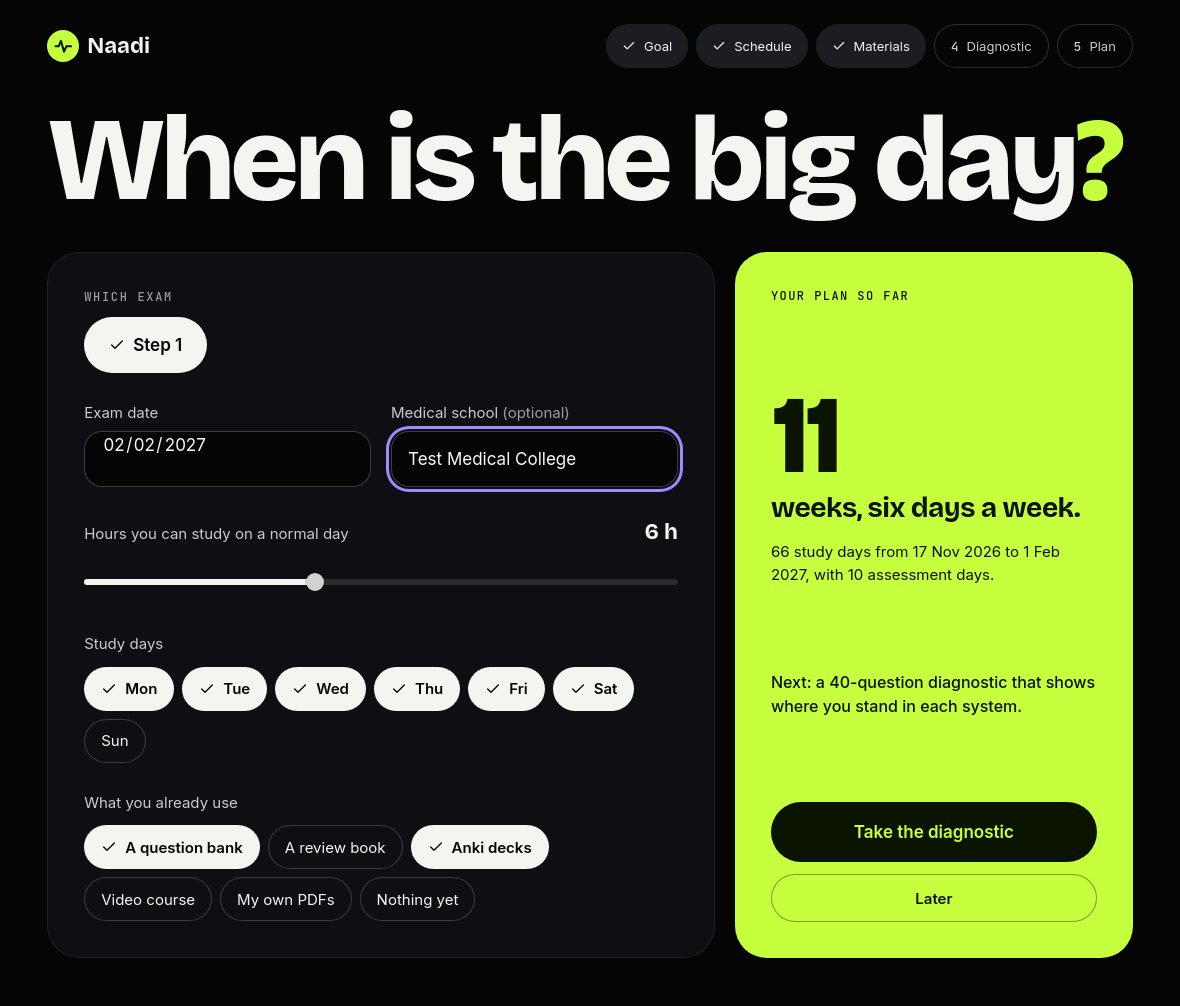 Naadi
Goal
Schedule
Materials
4 Diagnostic
5 Plan
When is the big day?
WHICH EXAM
Step 1
Exam date
02/02/2027
Medical school (optional)
Test Medical College
Hours you can study on a normal day
6 h
Study days
Mon
Tue
Wed
Thu
Fri
Sat
Sun
What you already use
A question bank
A review book
Anki decks
Video course
My own PDFs
Nothing yet
YOUR PLAN SO FAR
11
weeks, six days a week.
66 study days from 17 Nov 2026 to 1 Feb
2027, with 10 assessment days.
Next: a 40-question diagnostic that shows
where you stand in each system.
Take the diagnostic
Later